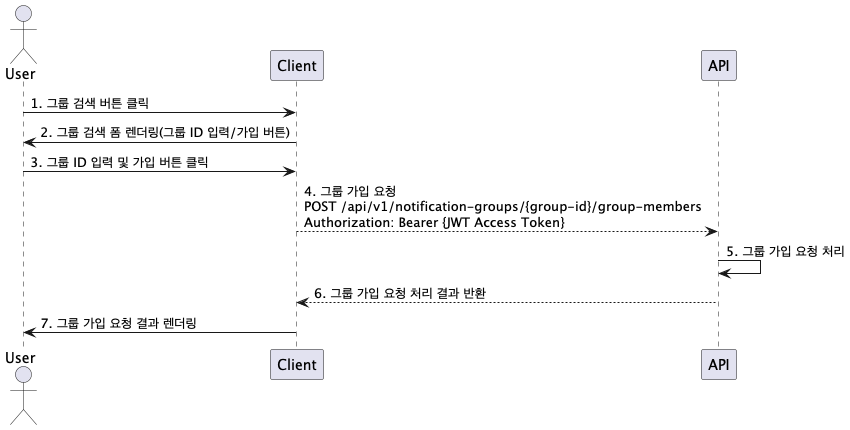 User
Client
API
1. 그룹 검색 버튼 클릭
2. 그룹 검색 폼 렌더링(그룹 ID 입력/가입 버튼)
3. 그룹 ID 입력 및 가입 버튼 클릭
4. 그룹 가입 요청
POST /api/v1/notification-groups/{group-id}/group-members
Authorization: Bearer {JWT Access Token}
5. 그룹 가입 요청 처리
6. 그룹 가입 요청 처리 결과 반환
7. 그룹 가입 요청 결과 렌더링
User
Client
API